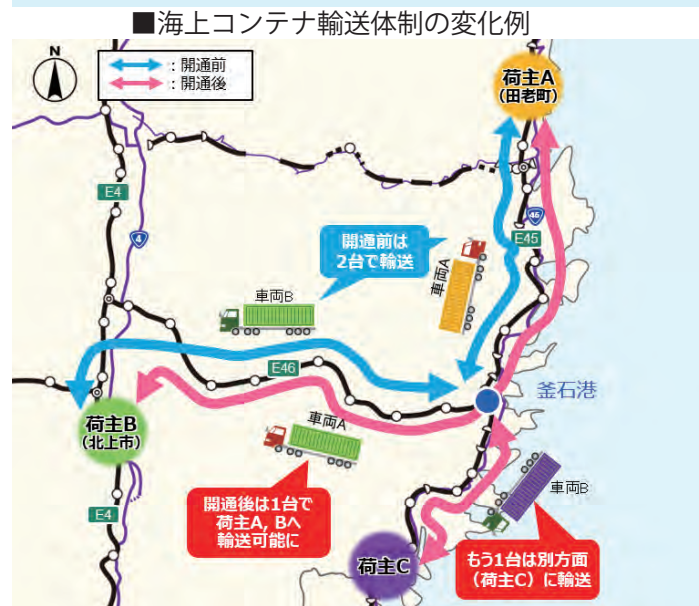 ■海上コンテナ輸送体制の変化例
N
：開通前
：開通後
荷主A
（田老町）
E4
4
45
E45
開通前は
2台で輸送
車両A
車両B
E46
釜石港
荷主B
（北上市）
車両A
開通後は1台で
荷主A, Bへ
輸送可能に
E4
車両B
荷主C
もう1台は別方面
（荷主C）に輸送